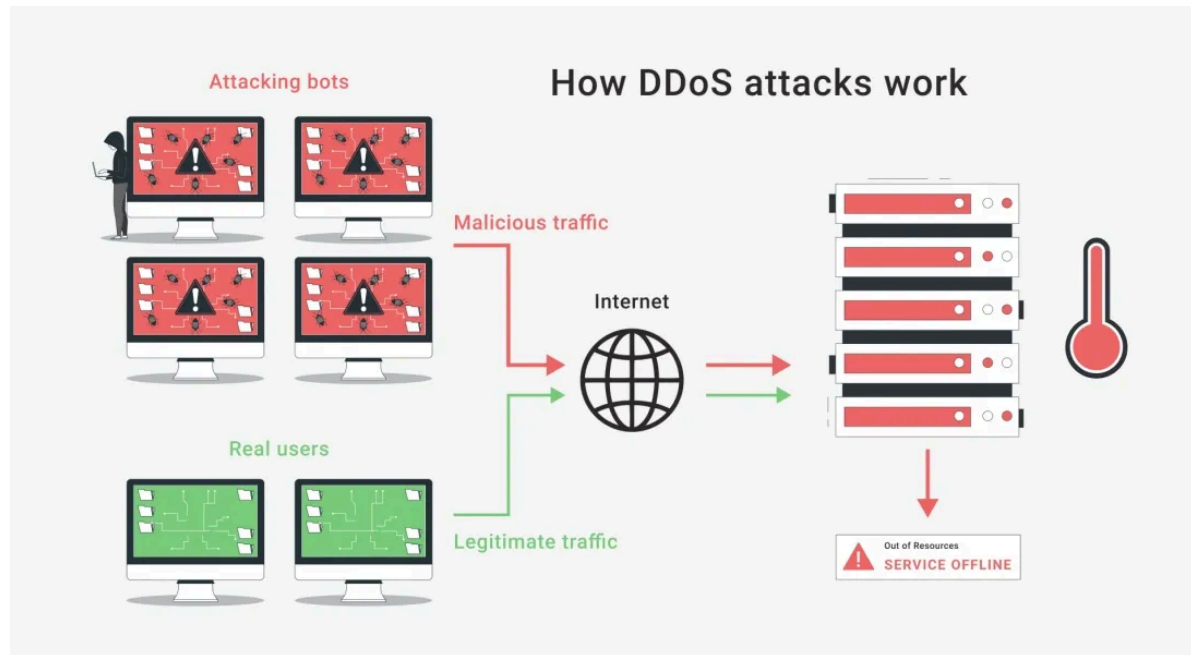 How DDoS attacks work
Attacking bots
Malicious traffic
Internet
Real users
Legitimate traffic
Out of Resources
SERVICE OFFLINE